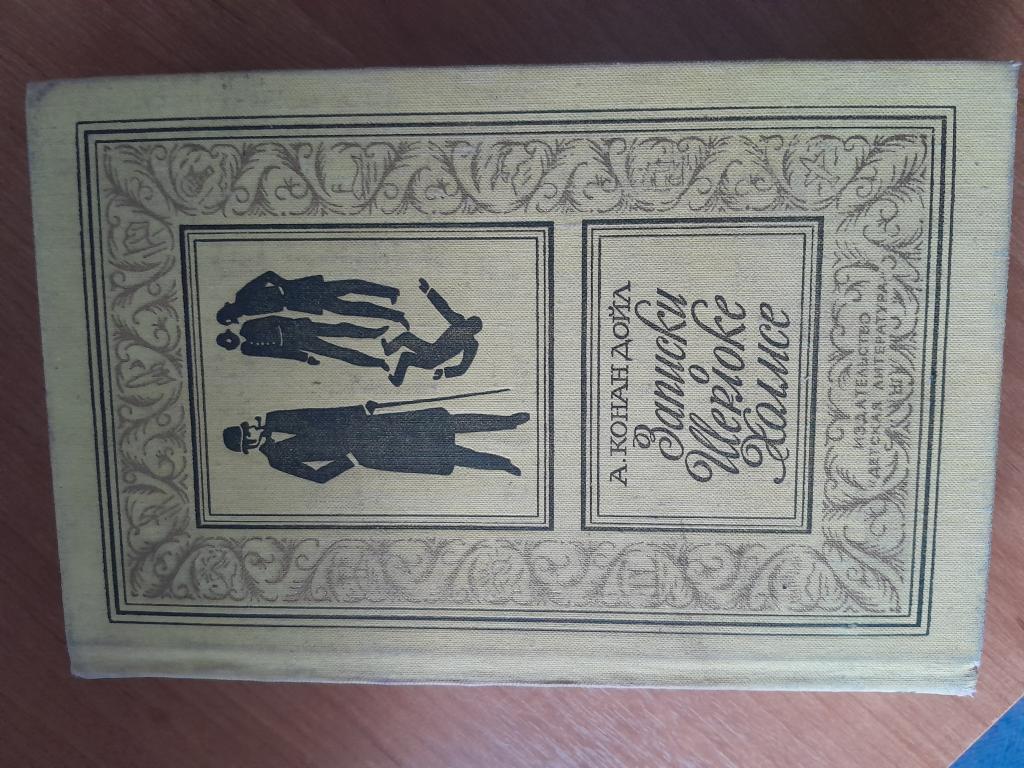 А. КОНАН ДОЙЛ
Записки
о
Шерлоке
Холмсе
ИЗДАТЕЛЬСТВО
„ДЕТСКАЯ ЛИТЕРАТУРА“